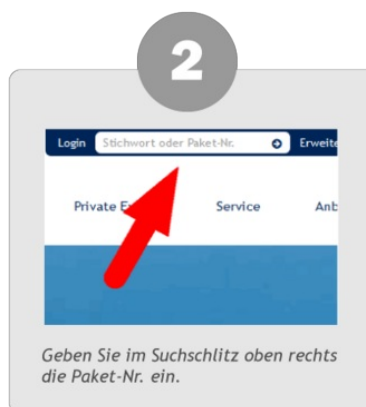 2
Login Stichwort oder Paket-Nr. Erweite
Private E Service Anb
Geben Sie im Suchschlitz oben rechts
die Paket-Nr. ein.